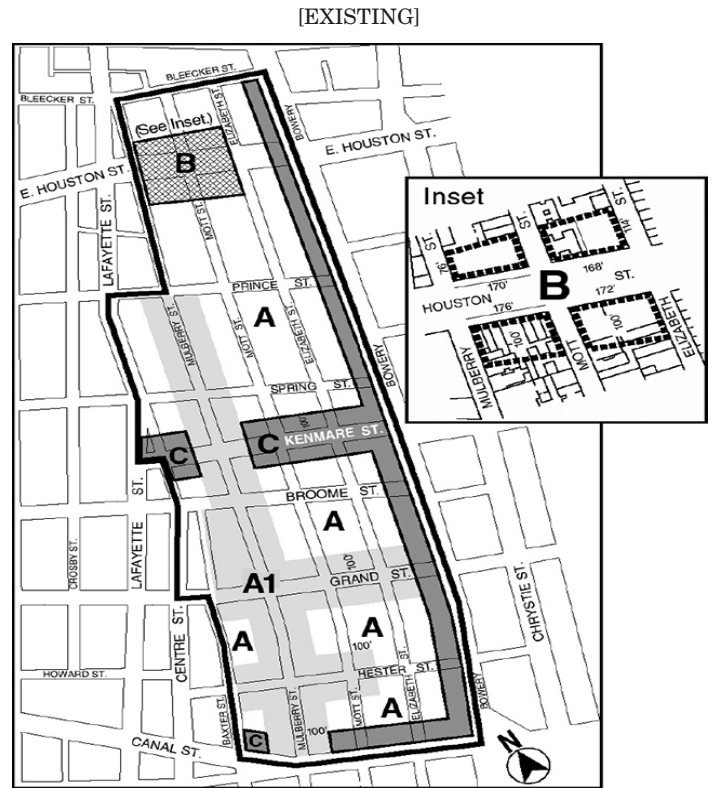 [EXISTING]
BLEECKER ST.
BLEECKER ST.
ELIZABETH ST.
BOWERY
(See Inset.)
B
E. HOUSTON ST.
E. HOUSTON ST.
MOTT ST.
LAFAYETTE ST.
PRINCE ST.
MULBERRY ST.
MOTT ST.
A
ELIZABETH ST.
BOWERY
SPRING ST.
100'
C
C
KENMARE ST.
BROOME ST.
A
CROSBY ST.
LAFAYETTE ST.
100'
A1
GRAND ST.
CHRYSTIE ST.
CENTRE ST.
A
A
100'
HESTER ST.
HOWARD ST.
A
BAXTER ST.
MULBERRY ST.
MOTT ST.
ELIZABETH ST.
BOWERY
CANAL ST.
C
100'
N
Inset
ST.
ST.
ST.
76'
114'
170'
168'
B
HOUSTON ST.
176'
172'
100'
100'
MULBERRY
MOTT
ELIZABETH